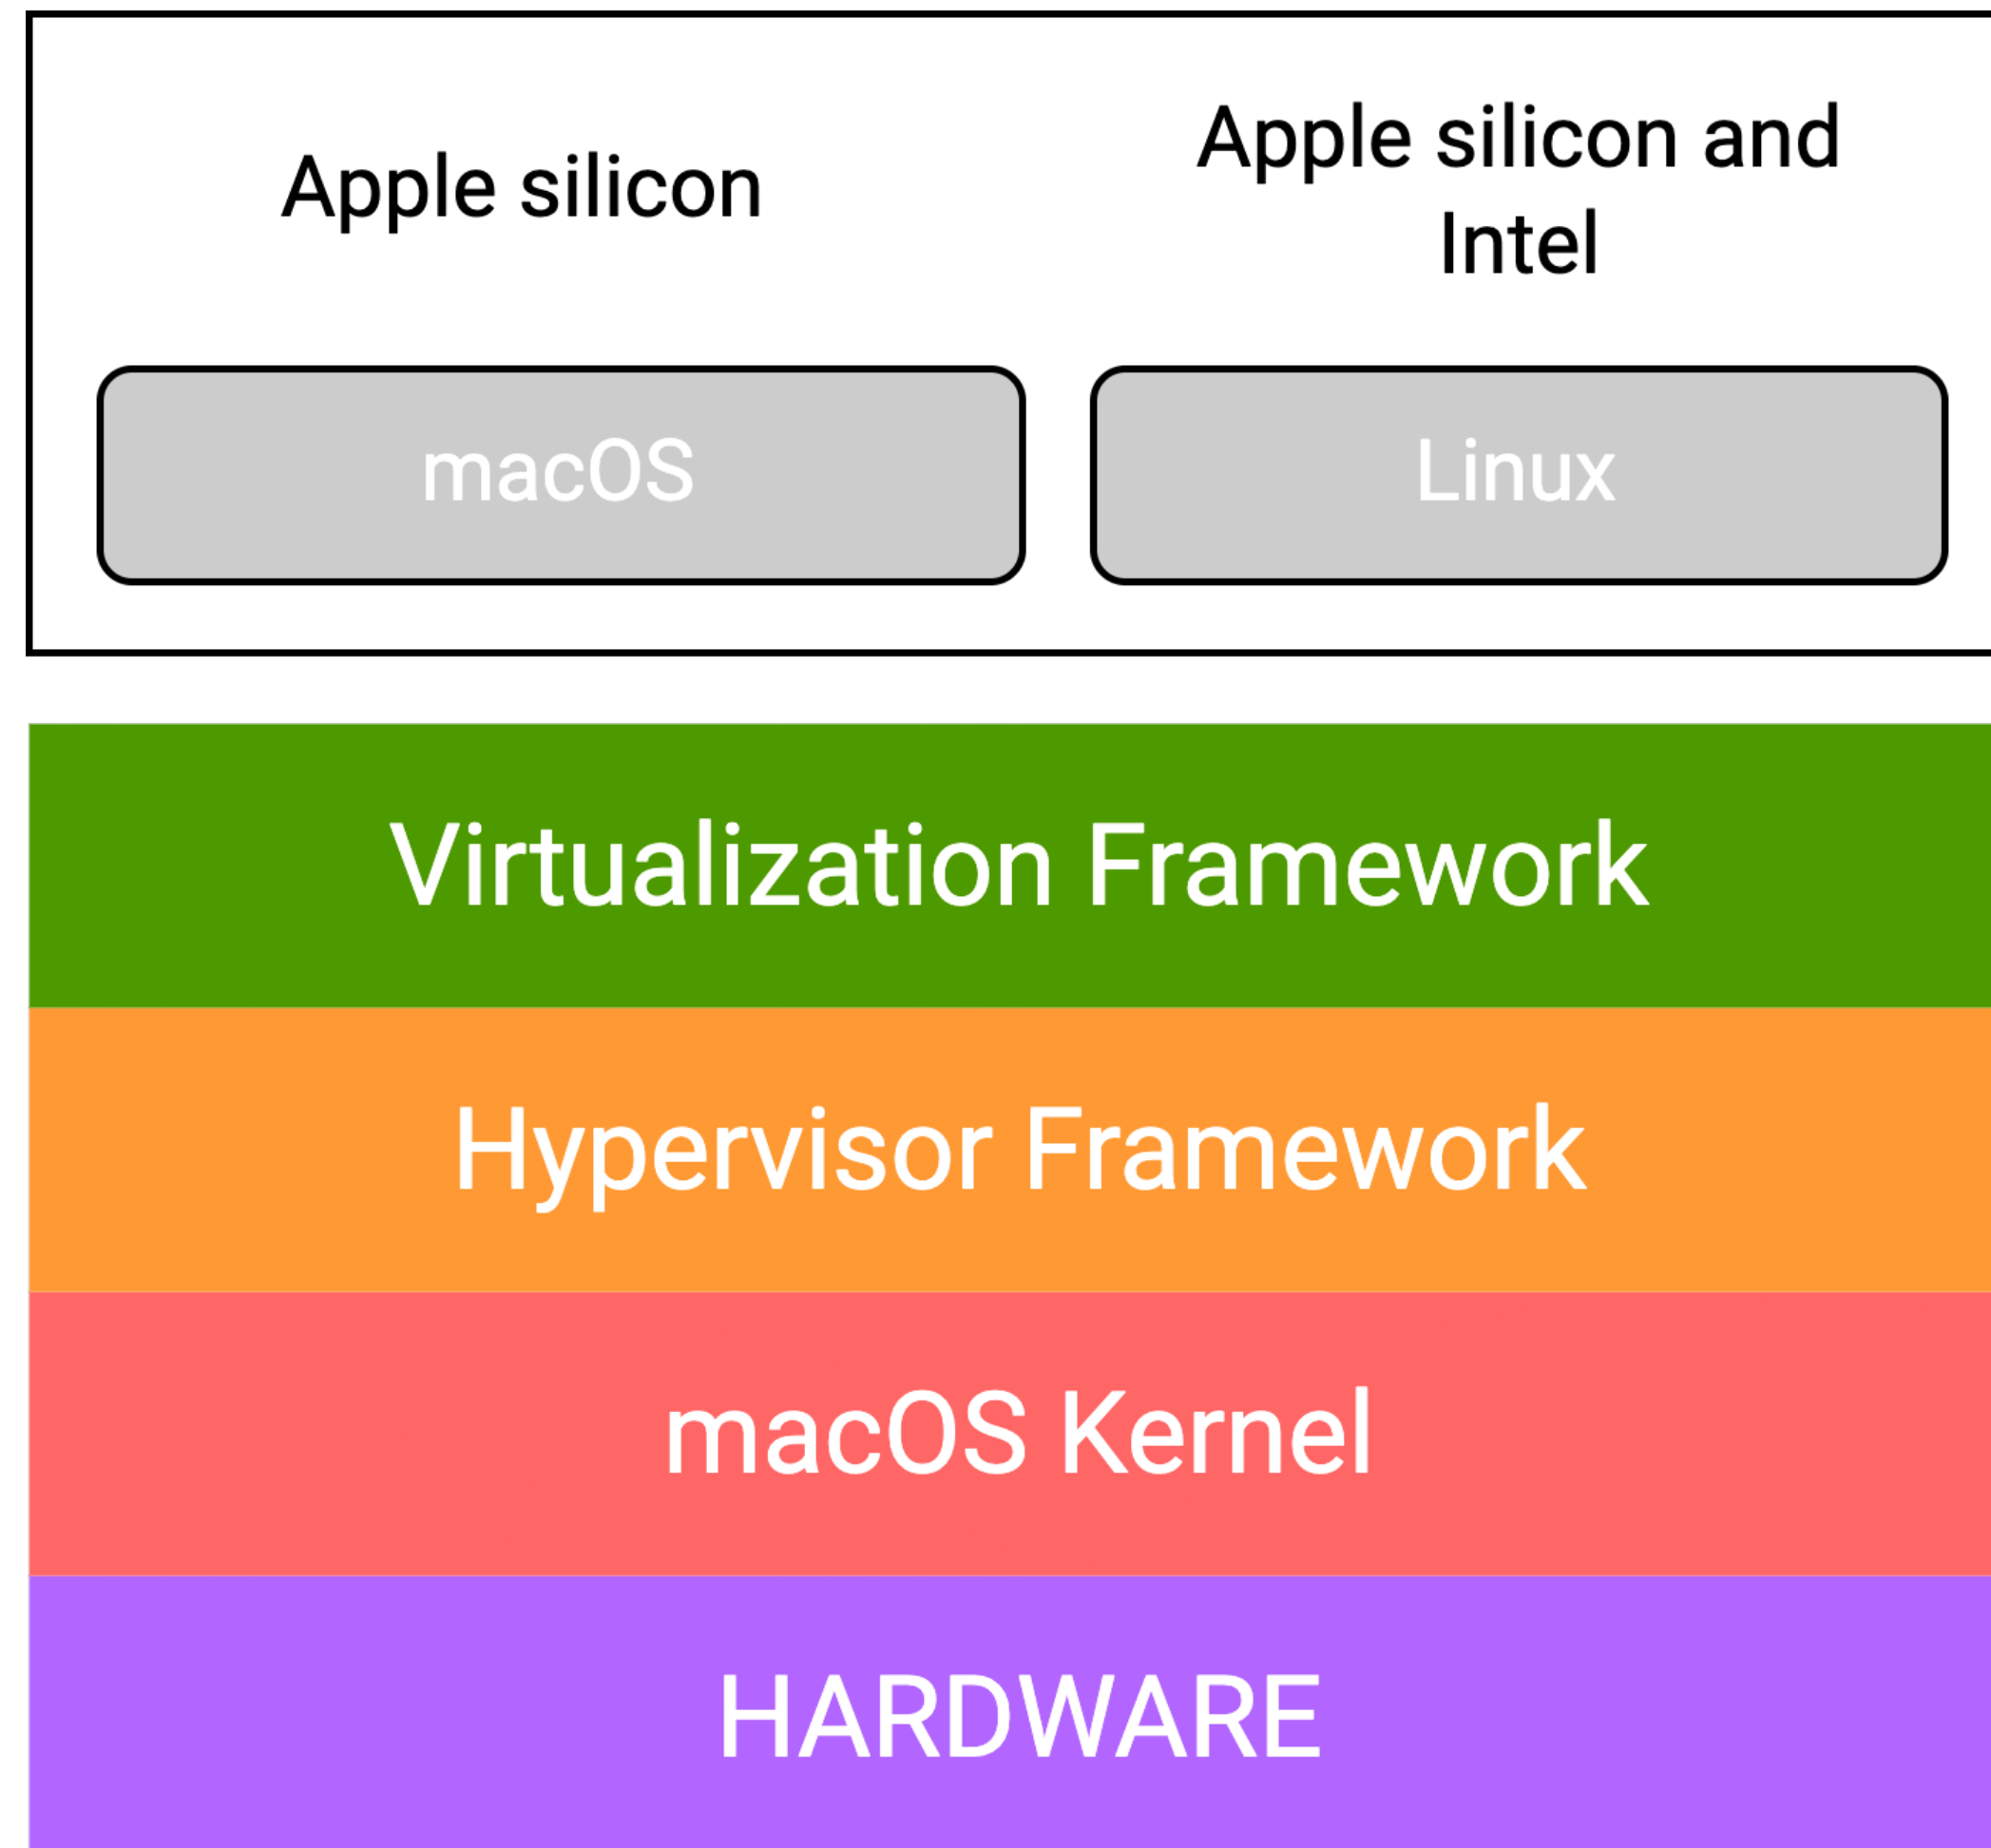 Apple silicon
Apple silicon and
Intel
macOS
Linux
Virtualization Framework
Hypervisor Framework
macOS Kernel
HARDWARE